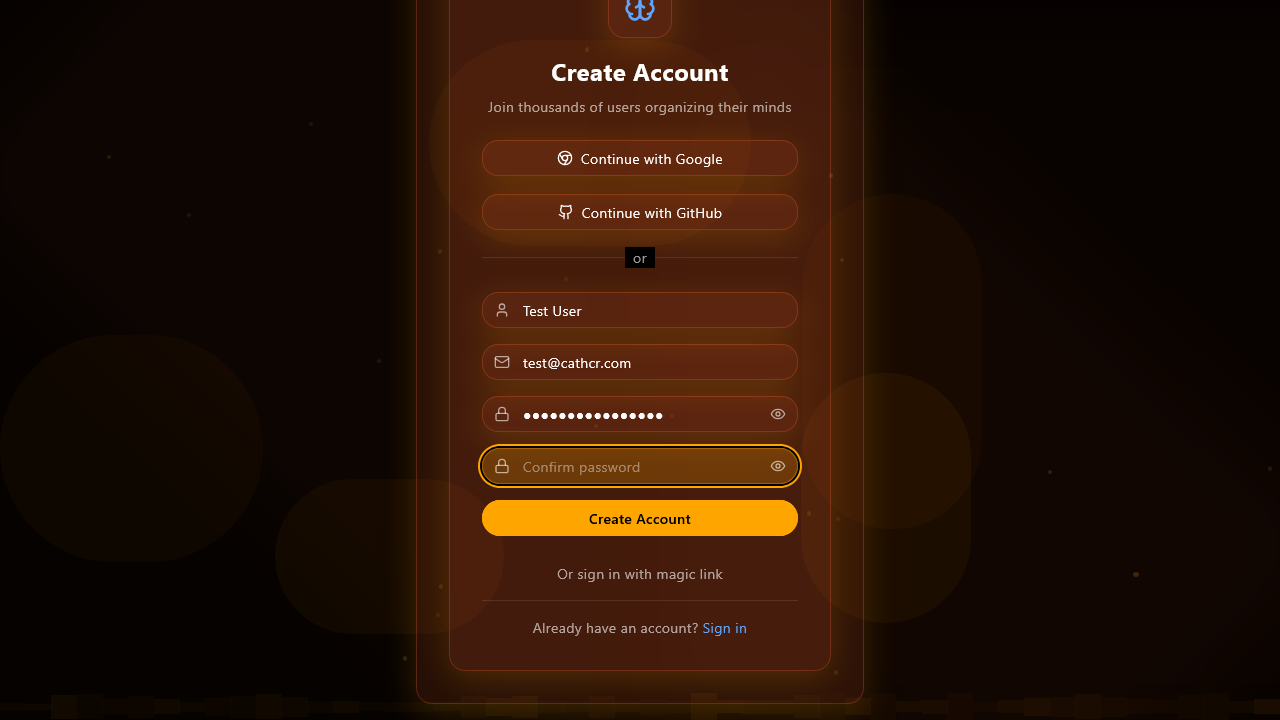 Create Account
Join thousands of users organizing their minds
Continue with Google
Continue with GitHub
or
Test User
test@cathcr.com
●●●●●●●●●●●●●●●●
Confirm password
Create Account
Or sign in with magic link
Already have an account? Sign in